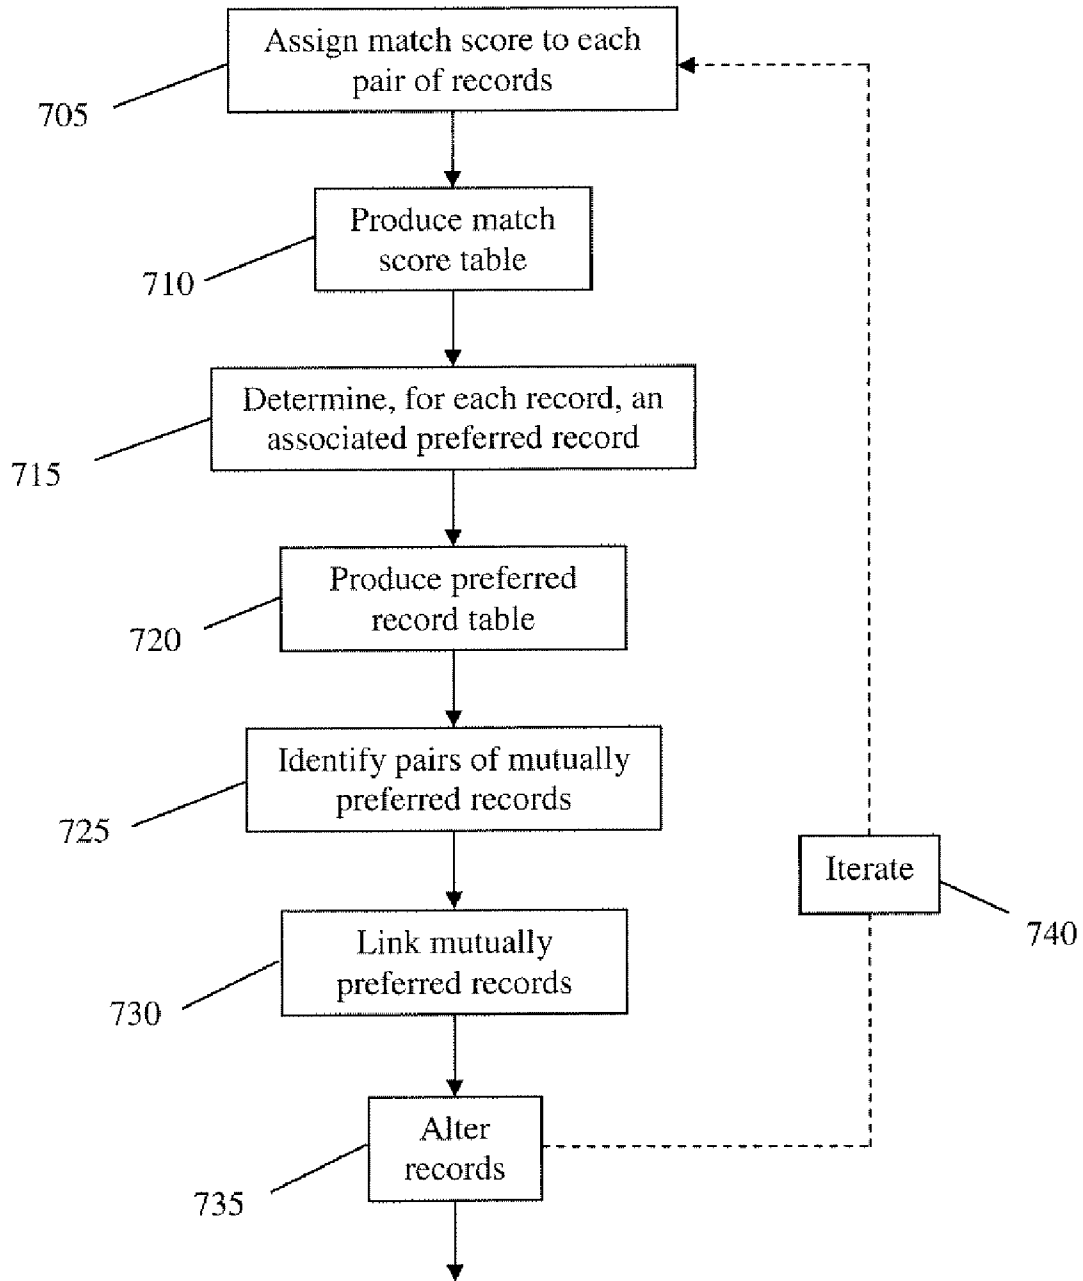 Assign match score to each
pair of records
705
Produce match
score table
710
Determine, for each record, an
associated preferred record
715
Produce preferred
record table
720
Identify pairs of mutually
preferred records
725
Iterate
740
Link mutually
preferred records
730
Alter
records
735